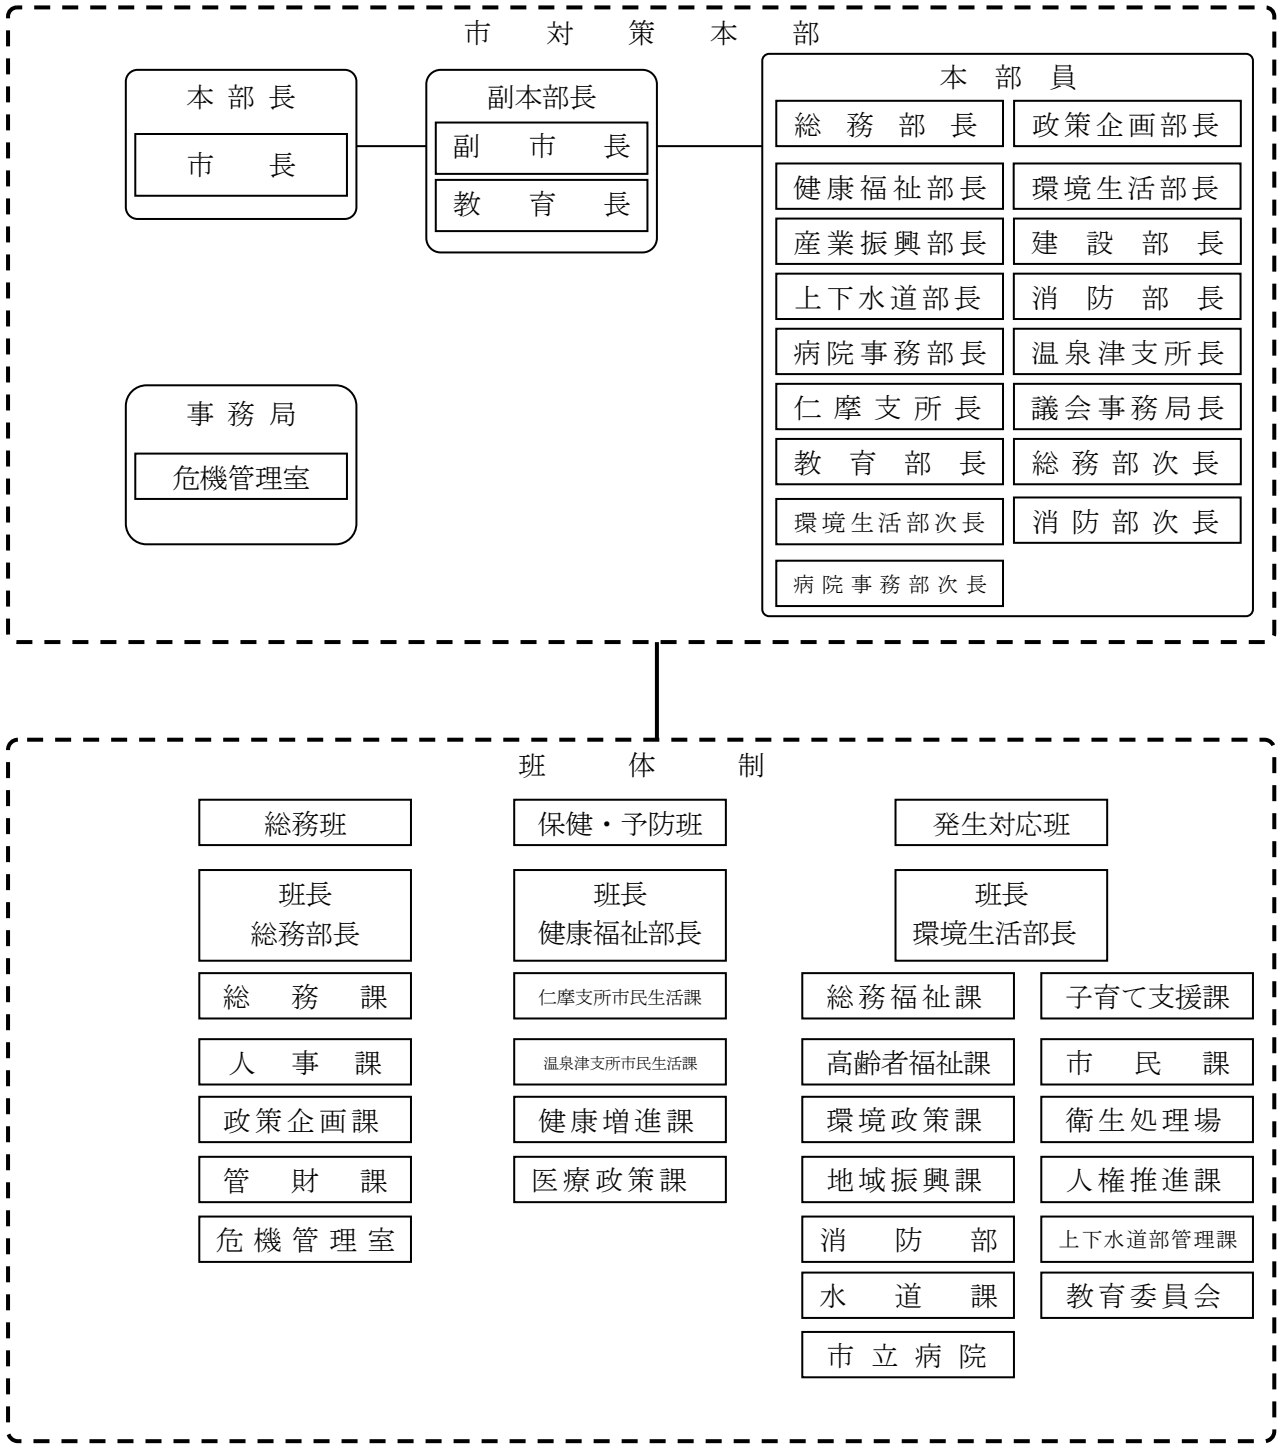 市対策本部
本部長
市長
副本部長
副市長
教育長
本部員
総務部長
政策企画部長
健康福祉部長
環境生活部長
産業振興部長
建設部長
上下水道部長
消防部長
病院事務部長
温泉津支所長
仁摩支所長
議会事務局長
教育部長
総務部次長
環境生活部次長
消防部次長
病院事務部次長
事務局
危機管理室
班体制
総務班
班長
総務部長
総務課
人事課
政策企画課
管財課
危機管理室
保健・予防班
班長
健康福祉部長
仁摩支所市民生活課
温泉津支所市民生活課
健康増進課
医療政策課
発生対応班
班長
環境生活部長
総務福祉課
子育て支援課
高齢者福祉課
市民課
環境政策課
衛生処理場
地域振興課
人権推進課
消防部
上下水道部管理課
水道課
教育委員会
市立病院